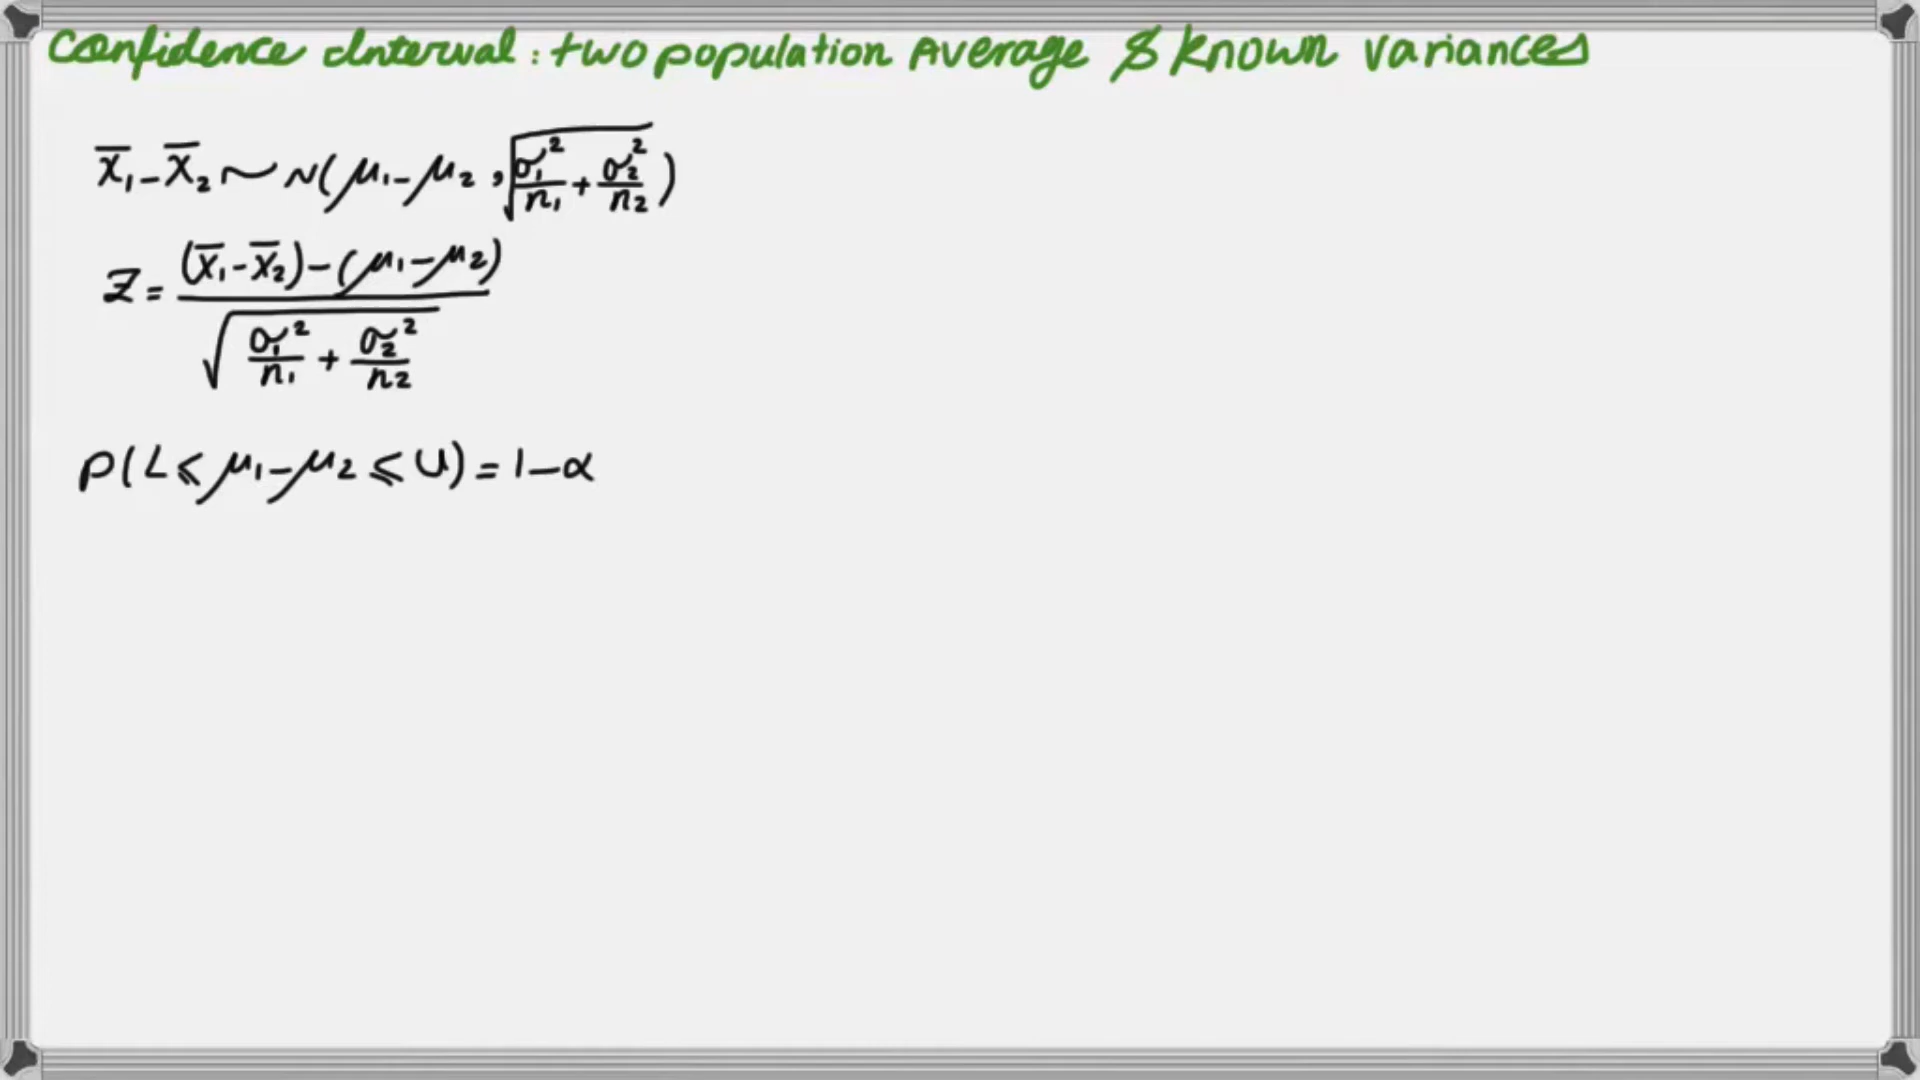 Confidence Interval: two population Average & known variances
x̄₁ - x̄₂ ~ N(μ₁ - μ₂, √(σ₁²/n₁ + σ₂²/n₂))
Z = ((x̄₁ - x̄₂) - (μ₁ - μ₂)) / √(σ₁²/n₁ + σ₂²/n₂)
P(L ≤ μ₁ - μ₂ ≤ U) = 1 - α